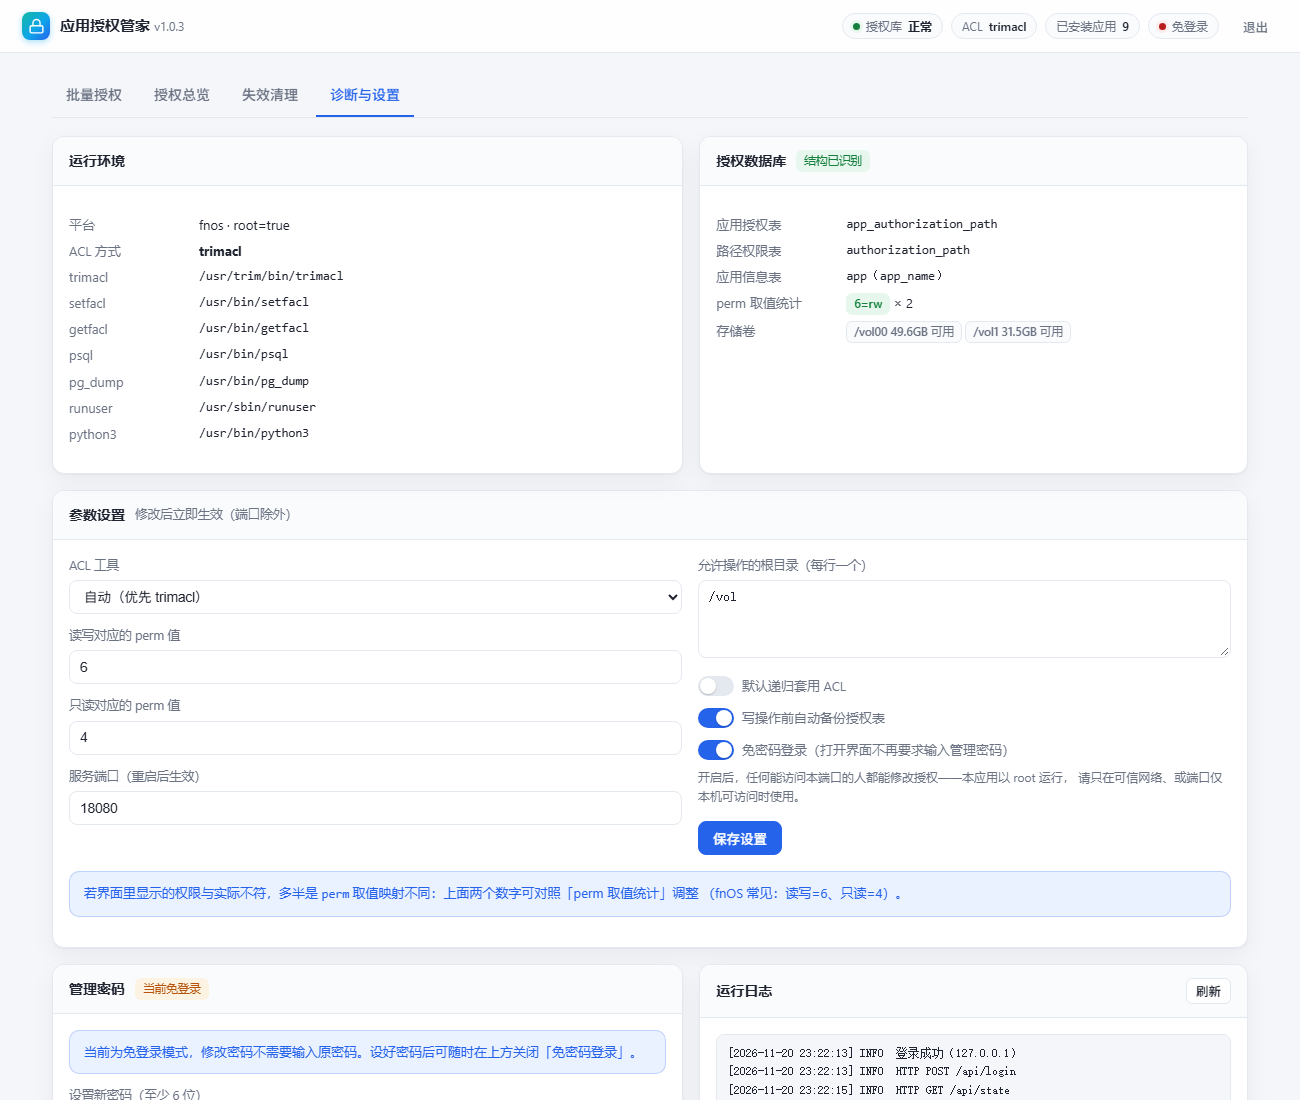 应用授权管家 v1.0.3
授权库 正常
ACL trimacl
已安装应用 9
免登录
退出
批量授权 授权总览 失效清理 诊断与设置
运行环境
平台 fnos · root=true
ACL 方式 trimacl
trimacl /usr/trim/bin/trimacl
setfacl /usr/bin/setfacl
getfacl /usr/bin/getfacl
psql /usr/bin/psql
pg_dump /usr/bin/pg_dump
runuser /usr/sbin/runuser
python3 /usr/bin/python3
授权数据库 结构已识别
应用授权表 app_authorization_path
路径权限表 authorization_path
应用信息表 app（app_name）
perm 取值统计 6=rw × 2
存储卷 /vol00 49.6GB 可用 /vol1 31.5GB 可用
参数设置 修改后立即生效（端口除外）
ACL 工具
自动（优先 trimacl）
读写对应的 perm 值
6
只读对应的 perm 值
4
服务端口（重启后生效）
18080
允许操作的根目录（每行一个）
/vol
默认递归套用 ACL
写操作前自动备份授权表
免密码登录（打开界面不再要求输入管理密码）
开启后，任何能访问本端口的人都能修改授权——本应用以 root 运行， 请只在可信网络、或端口仅
本机可访问时使用。
保存设置
若界面里显示的权限与实际不符，多半是 perm 取值映射不同：上面两个数字可对照「perm 取值统计」调整 （fnOS 常见：读写=6、只读=4）。
管理密码 当前免登录
当前为免登录模式，修改密码不需要输入原密码。设好密码后可随时在上方关闭「免密码登录」。
设置新密码（至少 6 位）
运行日志 刷新
[2026-11-20 23:22:13] INFO 登录成功（127.0.0.1）
[2026-11-20 23:22:13] INFO HTTP POST /api/login
[2026-11-20 23:22:15] INFO HTTP GET /api/state